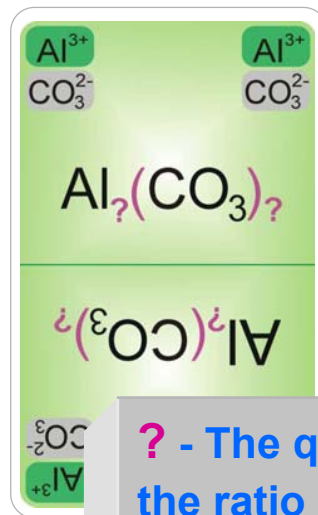 Al³⁺ Al³⁺
CO₃²⁻ CO₃²⁻
Al?(CO₃)?
Al?(CO₃)?
CO₃²⁻
Al³⁺
? - The q
the ratio